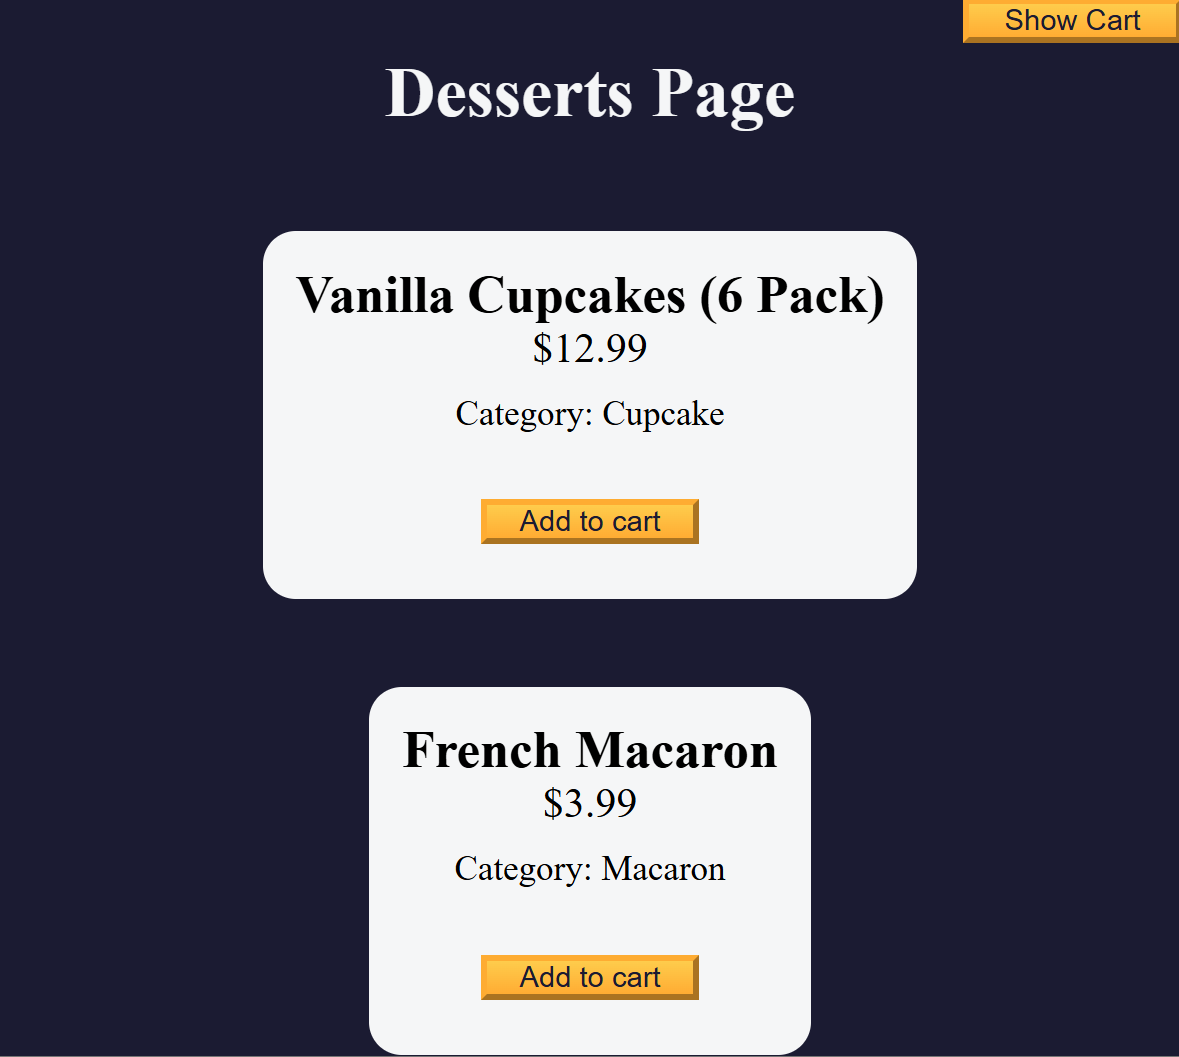 Show Cart
Desserts Page
Vanilla Cupcakes (6 Pack)
$12.99
Category: Cupcake
Add to cart
French Macaron
$3.99
Category: Macaron
Add to cart